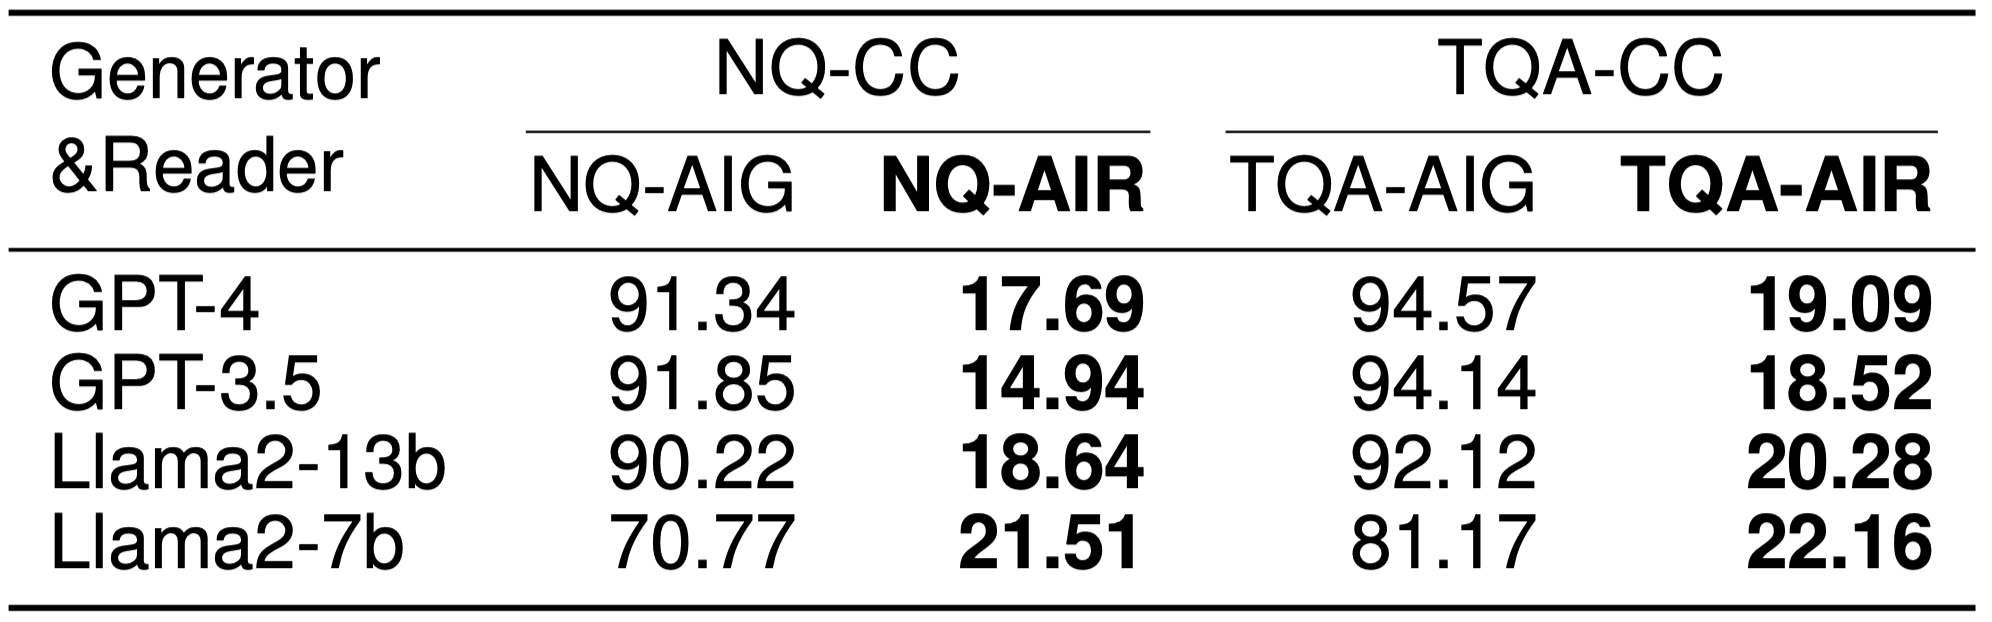 Generator &Reader NQ-CC TQA-CC
NQ-AIG NQ-AIR TQA-AIG TQA-AIR
GPT-4 91.34 17.69 94.57 19.09
GPT-3.5 91.85 14.94 94.14 18.52
Llama2-13b 90.22 18.64 92.12 20.28
Llama2-7b 70.77 21.51 81.17 22.16